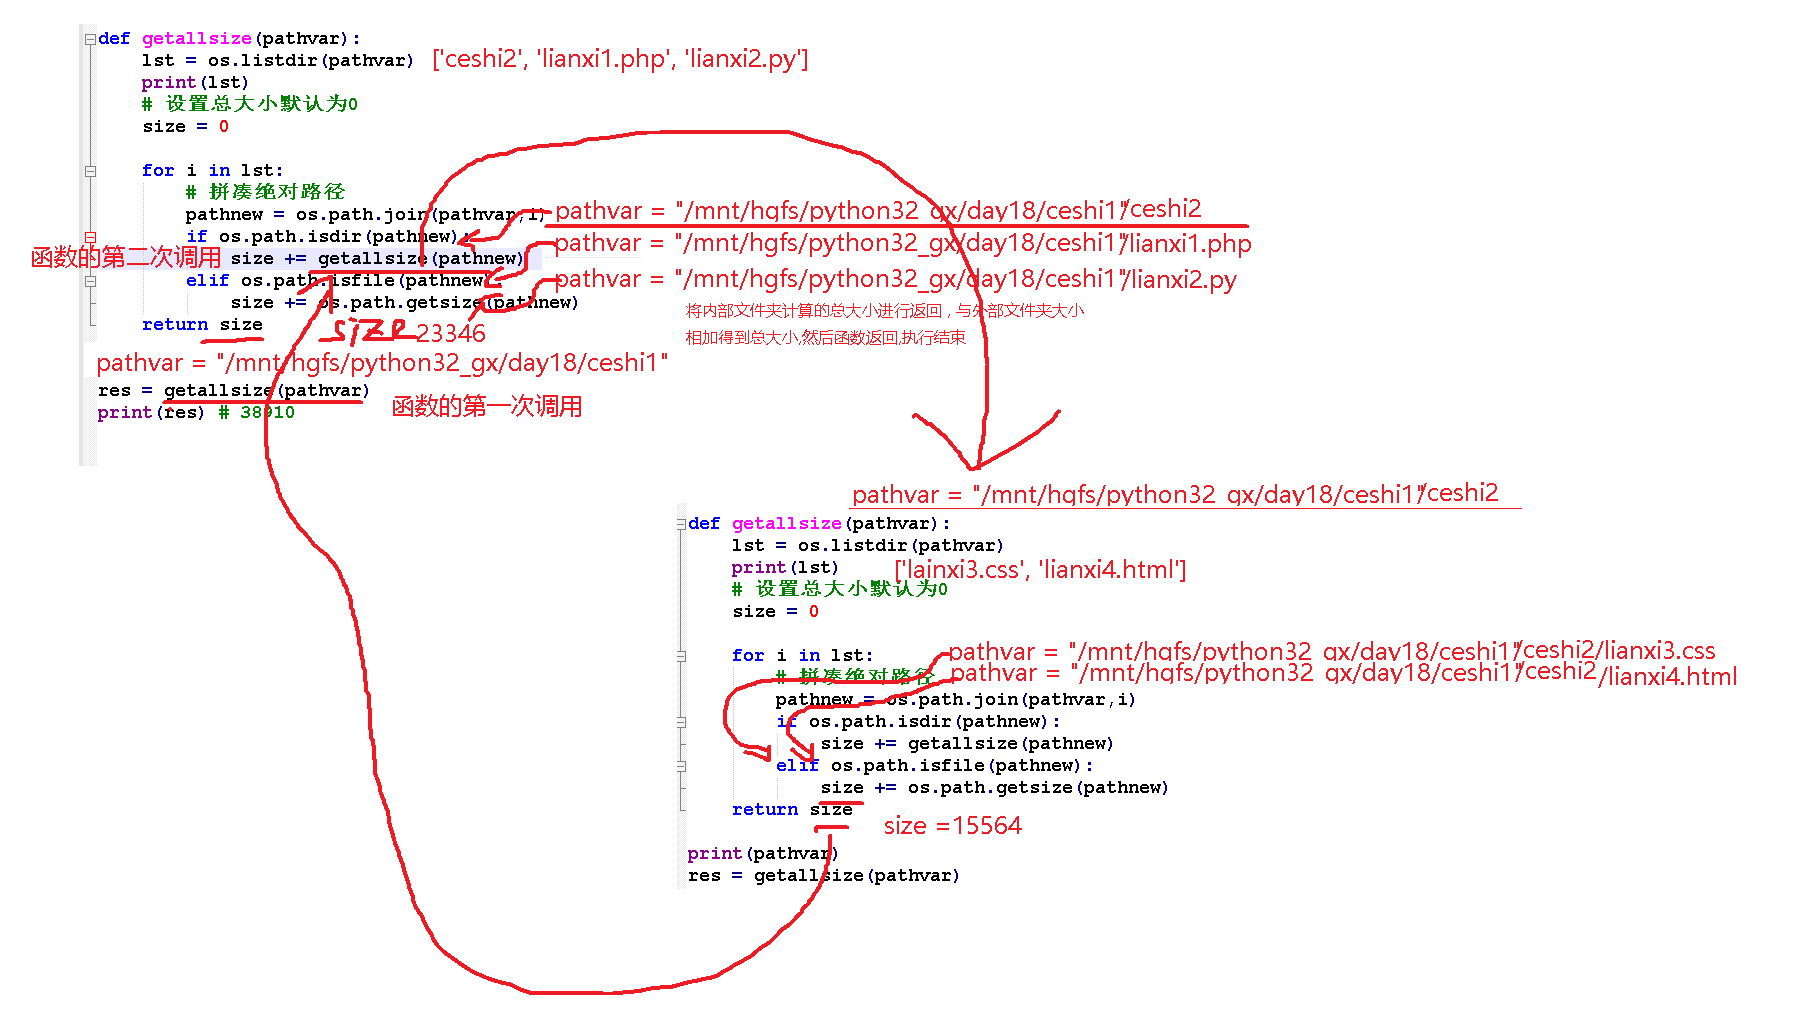 def getallsize(pathvar):
lst = os.listdir(pathvar) ['ceshi2', 'lianxi1.php', 'lianxi2.py']
print(lst)
# 设置总大小默认为0
size = 0
for i in lst:
# 拼凑绝对路径
pathnew = os.path.join(pathvar,i) pathvar = "/mnt/hgfs/python32_gx/day18/ceshi1"/ceshi2
if os.path.isdir(pathnew): pathvar = "/mnt/hgfs/python32_gx/day18/ceshi1"/lianxi1.php
函数的第二次调用 size += getallsize(pathnew)
elif os.path.isfile(pathnew) pathvar = "/mnt/hgfs/python32_gx/day18/ceshi1"/lianxi2.py
size += os.path.getsize(pathnew)
将内部文件夹计算的总大小进行返回，与外部文件夹大小
return size size 23346
相加得到总大小,然后函数返回,执行结束
pathvar = "/mnt/hgfs/python32_gx/day18/ceshi1"
res = getallsize(pathvar)
函数的第一次调用
print(res) # 38910
pathvar = "/mnt/hgfs/python32_gx/day18/ceshi1"/ceshi2
def getallsize(pathvar):
lst = os.listdir(pathvar)
print(lst) ['lainxi3.css', 'lianxi4.html']
# 设置总大小默认为0
size = 0
for i in lst: pathvar = "/mnt/hgfs/python32_gx/day18/ceshi1"/ceshi2/lianxi3.css
# 拼凑绝对路径 pathvar = "/mnt/hgfs/python32_gx/day18/ceshi1"/ceshi2/lianxi4.html
pathnew = os.path.join(pathvar,i)
if os.path.isdir(pathnew):
size += getallsize(pathnew)
elif os.path.isfile(pathnew):
size += os.path.getsize(pathnew)
return size
size =15564
print(pathvar)
res = getallsize(pathvar)